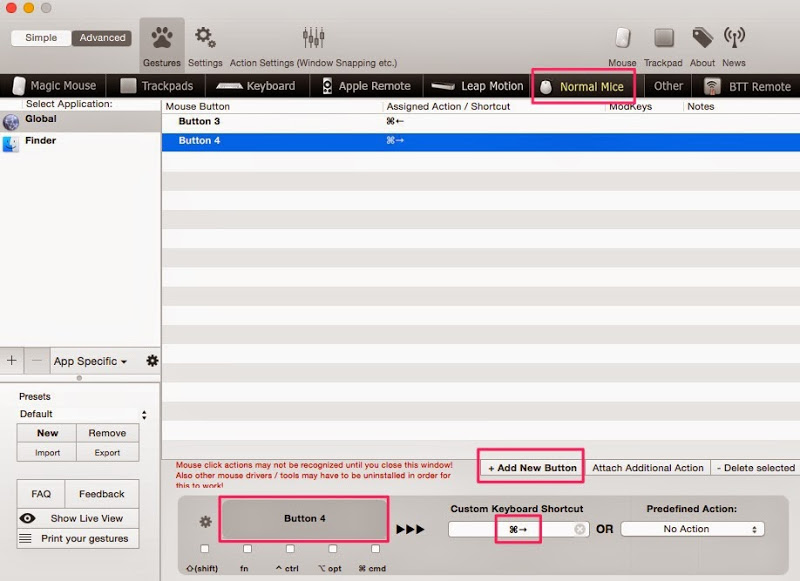 Simple Advanced
Gestures Settings Action Settings (Window Snapping etc.) Mouse Trackpad About News
Magic Mouse Trackpads Keyboard Apple Remote Leap Motion Normal Mice Other BTT Remote
Select Application: Mouse Button Assigned Action / Shortcut ModKeys Notes
Global Button 3 ⌘←
Finder Button 4 ⌘→
+ − App Specific
Presets
Default
New Remove
Import Export
FAQ Feedback
Show Live View
Print your gestures
Mouse click actions may not be recognized until you close this window!
Also other mouse drivers / tools may have to be uninstalled in order for
this to work!
+ Add New Button Attach Additional Action - Delete selected
Button 4 Custom Keyboard Shortcut Predefined Action:
⌘→ OR No Action
⇧(shift) fn ^ ctrl ⌥ opt ⌘ cmd